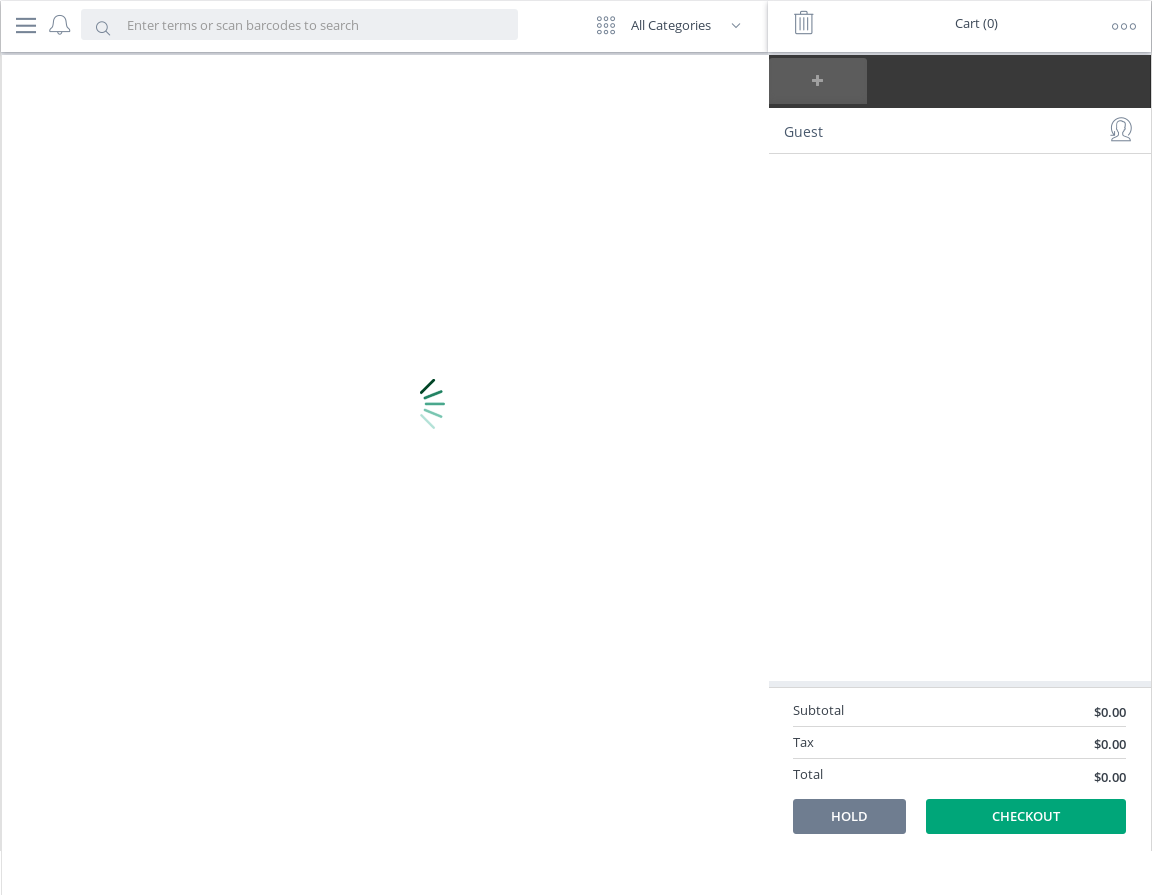 Enter terms or scan barcodes to search
All Categories
Cart (0)
+
Guest
Subtotal $0.00
Tax $0.00
Total $0.00
HOLD CHECKOUT